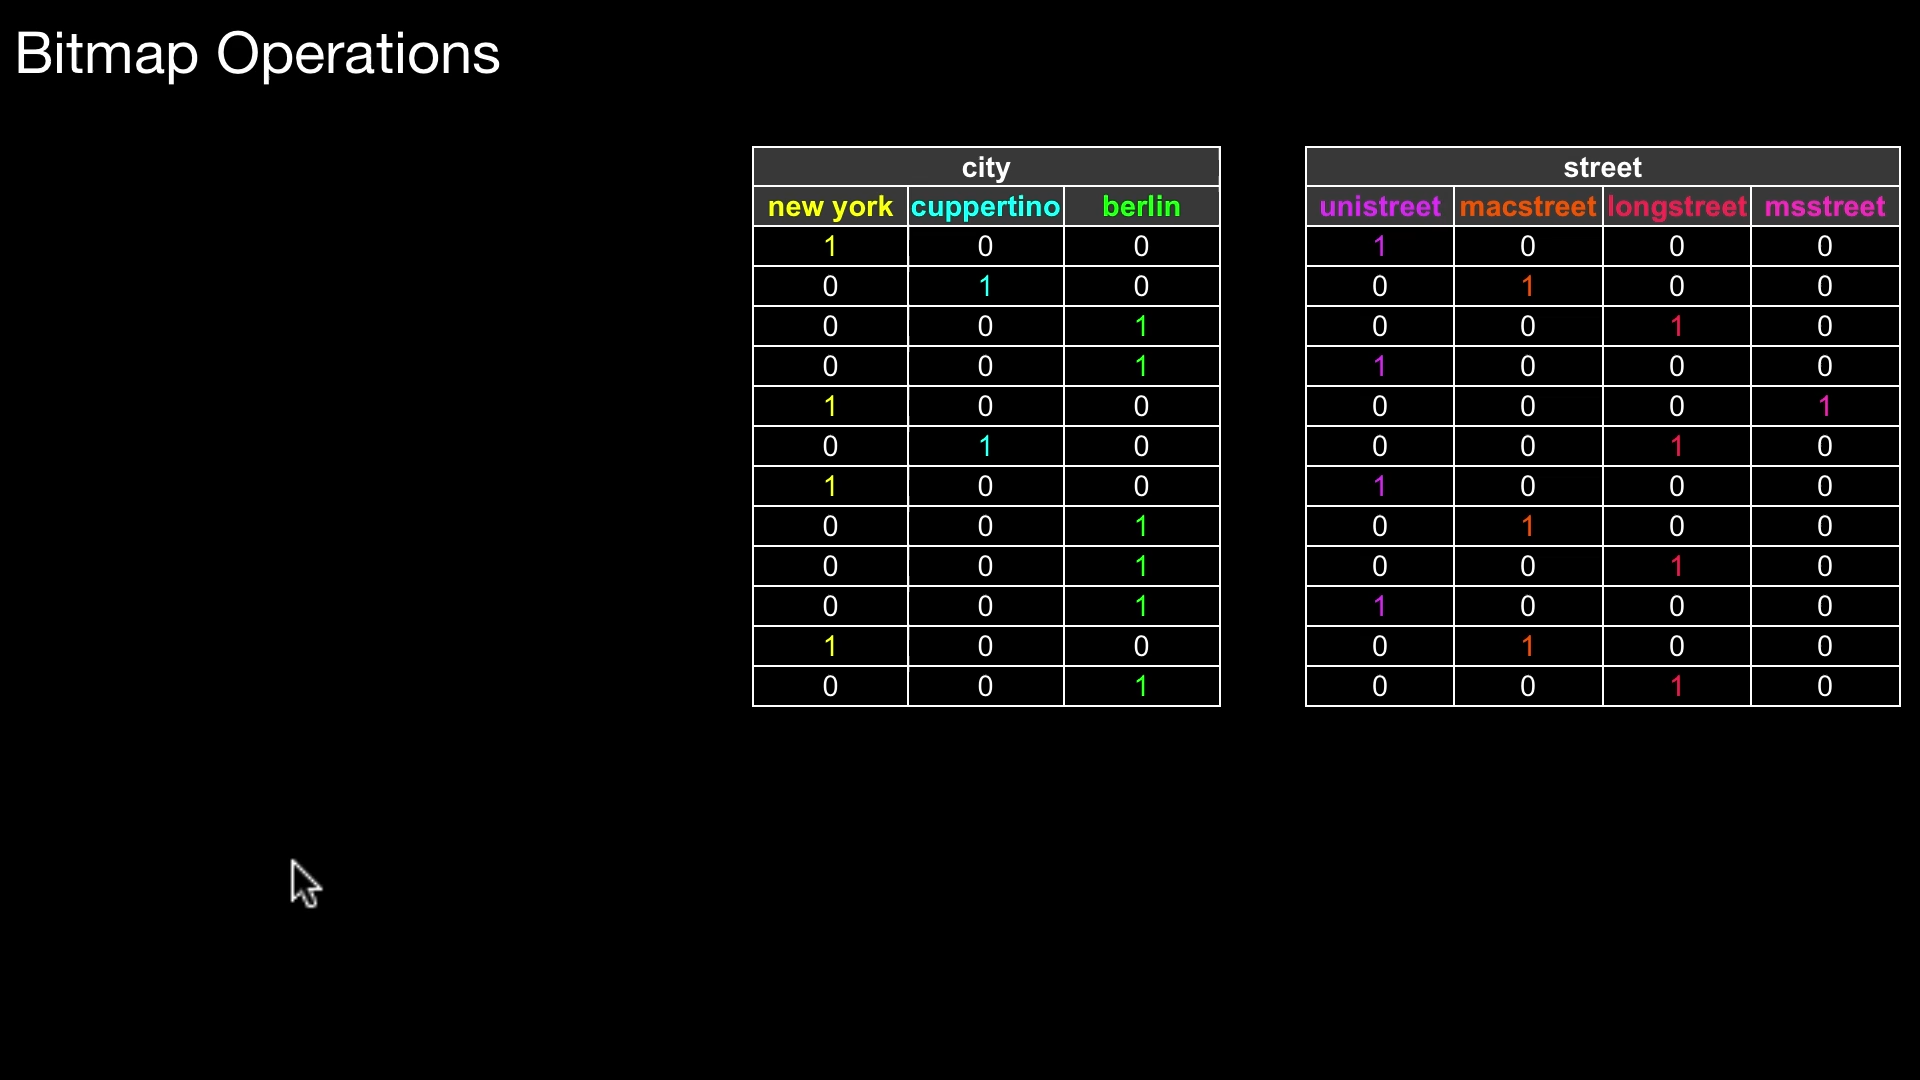 Bitmap Operations
city street
new york cuppertino berlin unistreet macstreet longstreet msstreet
1 0 0 1 0 0 0
0 1 0 0 1 0 0
0 0 1 0 0 1 0
0 0 1 1 0 0 0
1 0 0 0 0 0 1
0 1 0 0 0 1 0
1 0 0 1 0 0 0
0 0 1 0 1 0 0
0 0 1 0 0 1 0
0 0 1 1 0 0 0
1 0 0 0 1 0 0
0 0 1 0 0 1 0